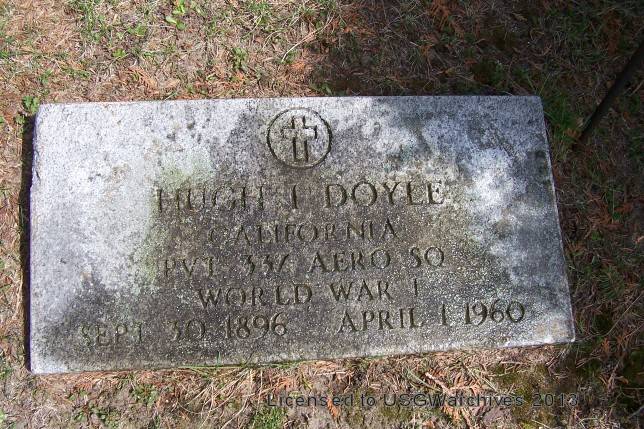 HUGH I DOYLE
CALIFORNIA
PVT 337 AERO SQ
WORLD WAR I
SEPT 30 1896 APRIL 1 1960
Licensed to USGWarchives 2013